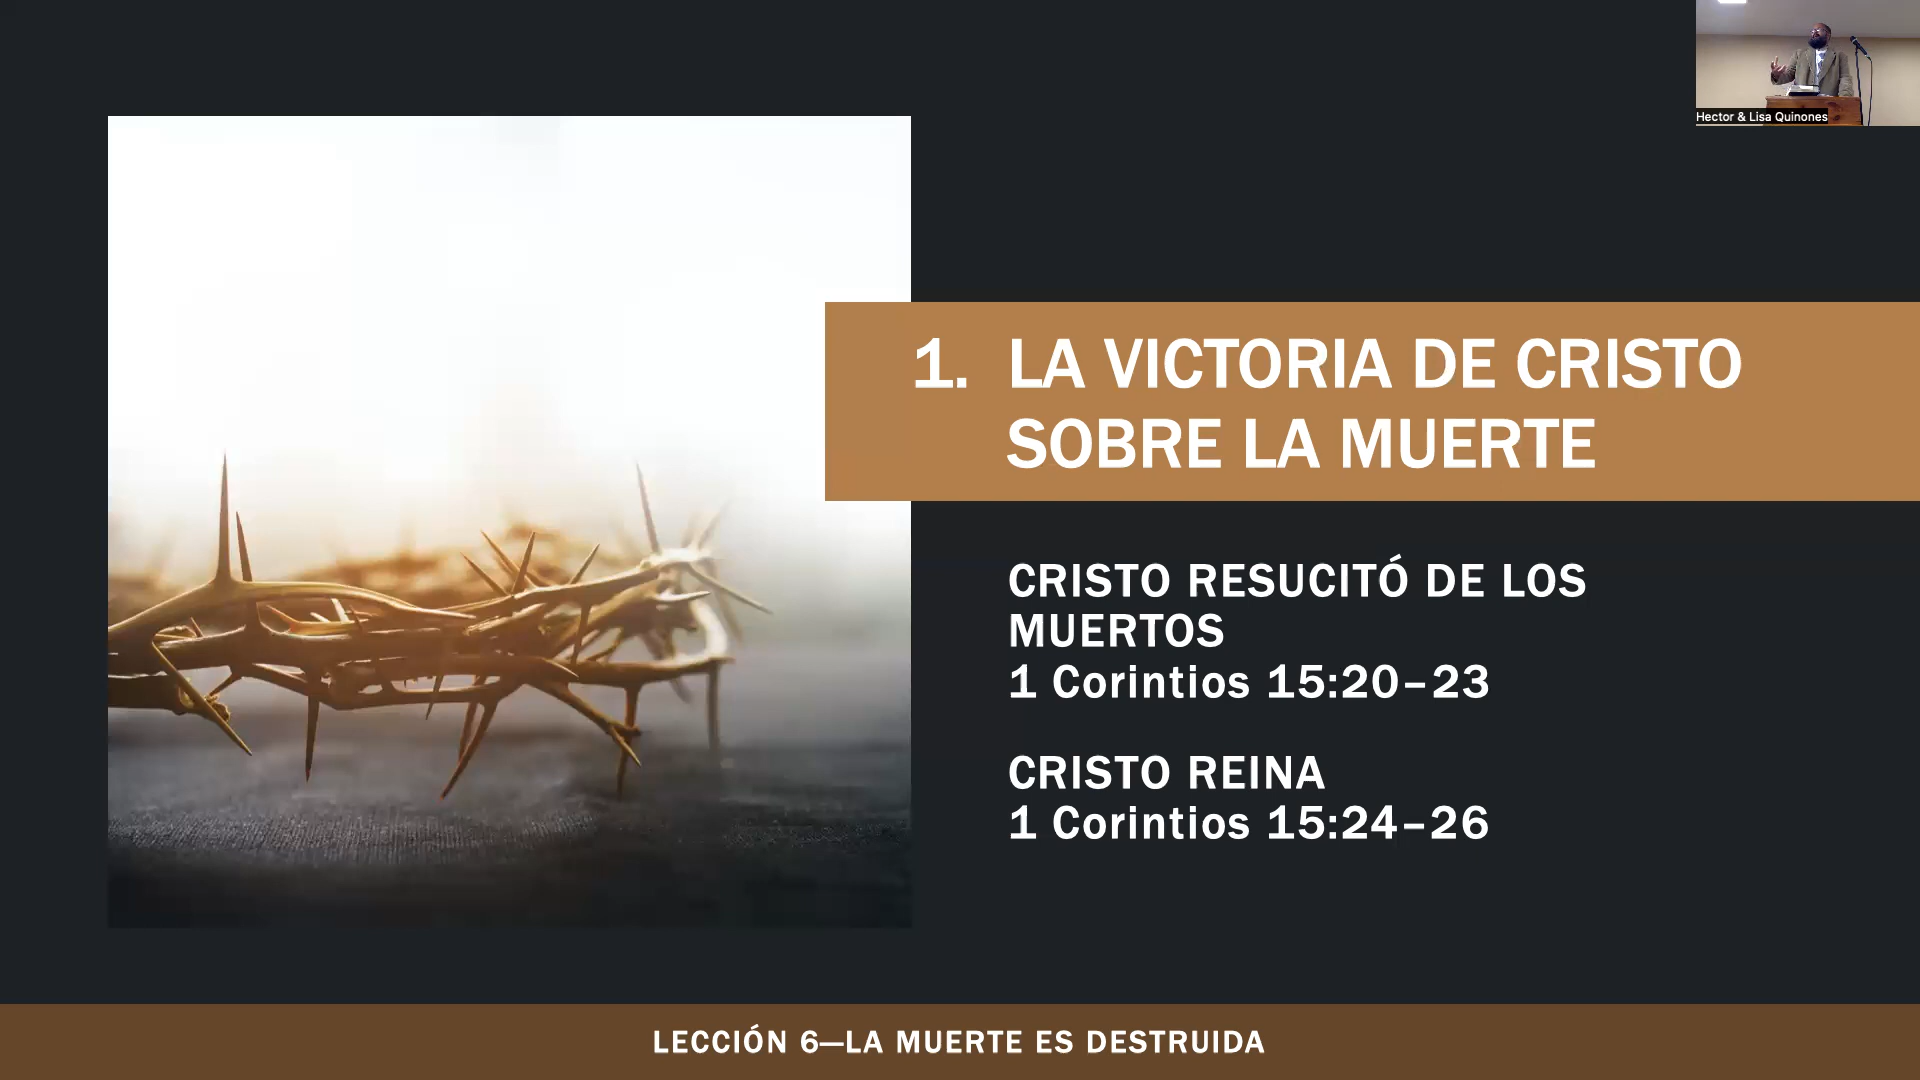 Hector & Lisa Quinones
1. LA VICTORIA DE CRISTO
SOBRE LA MUERTE
CRISTO RESUCITÓ DE LOS
MUERTOS
1 Corintios 15:20–23
CRISTO REINA
1 Corintios 15:24–26
LECCIÓN 6—LA MUERTE ES DESTRUIDA